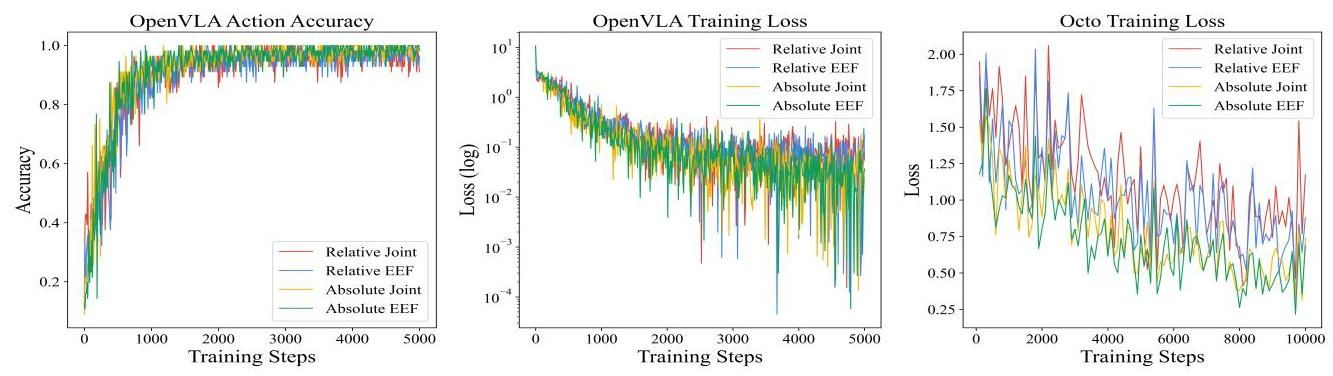 OpenVLA Action Accuracy
Accuracy
1.0
0.8
0.6
0.4
0.2
Relative Joint
Relative EEF
Absolute Joint
Absolute EEF
0 1000 2000 3000 4000 5000
Training Steps
OpenVLA Training Loss
Loss (log)
10¹
10⁰
10⁻¹
10⁻²
10⁻³
10⁻⁴
Relative Joint
Relative EEF
Absolute Joint
Absolute EEF
0 1000 2000 3000 4000 5000
Training Steps
Octo Training Loss
Loss
2.00
1.75
1.50
1.25
1.00
0.75
0.50
0.25
Relative Joint
Relative EEF
Absolute Joint
Absolute EEF
0 2000 4000 6000 8000 10000
Training Steps